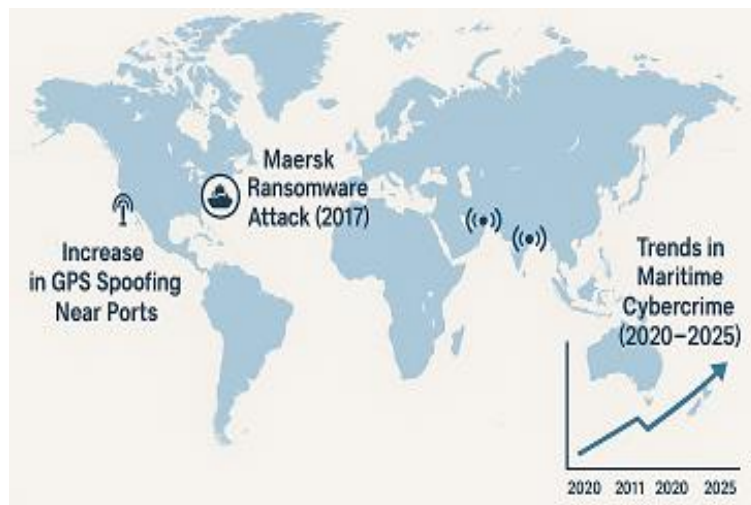 Maersk
Ransomware
Attack (2017)
Increase
in GPS Spoofing
Near Ports
Trends in
Maritime
Cybercrime
(2020–2025)
2020 2011 2020 2025